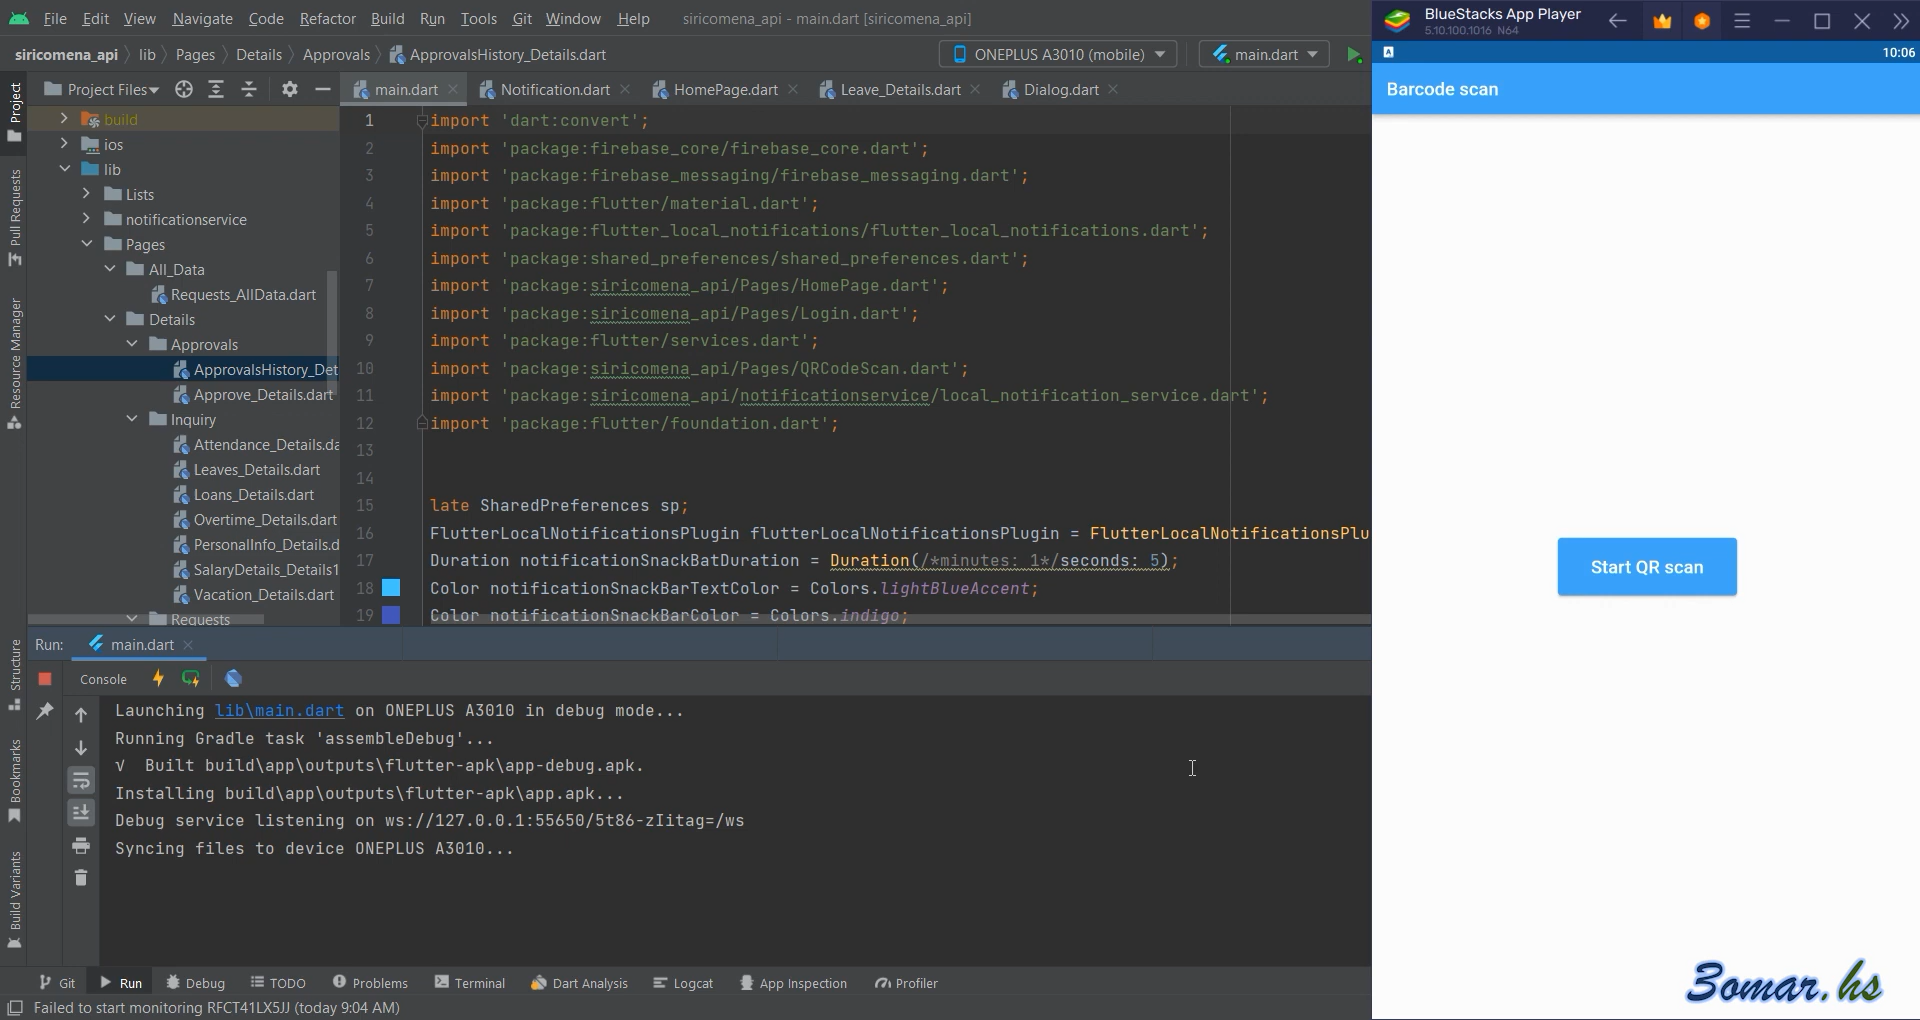 File Edit View Navigate Code Refactor Build Run Tools Git Window Help siricomena_api - main.dart [siricomena_api]
siricomena_api lib Pages Details Approvals ApprovalsHistory_Details.dart ONEPLUS A3010 (mobile) main.dart
Project Files main.dart Notification.dart HomePage.dart Leave_Details.dart Dialog.dart
Project
Pull Requests
Resource Manager
Structure
Bookmarks
Build Variants
build
ios
lib
Lists
notificationservice
Pages
All_Data
Requests_AllData.dart
Details
Approvals
ApprovalsHistory_Det
Approve_Details.dart
Inquiry
Attendance_Details.da
Leaves_Details.dart
Loans_Details.dart
Overtime_Details.dart
PersonalInfo_Details.d
SalaryDetails_Details1
Vacation_Details.dart
Requests
1 import 'dart:convert';
2 import 'package:firebase_core/firebase_core.dart';
3 import 'package:firebase_messaging/firebase_messaging.dart';
4 import 'package:flutter/material.dart';
5 import 'package:flutter_local_notifications/flutter_local_notifications.dart';
6 import 'package:shared_preferences/shared_preferences.dart';
7 import 'package:siricomena_api/Pages/HomePage.dart';
8 import 'package:siricomena_api/Pages/Login.dart';
9 import 'package:flutter/services.dart';
10 import 'package:siricomena_api/Pages/QRCodeScan.dart';
11 import 'package:siricomena_api/notificationservice/local_notification_service.dart';
12 import 'package:flutter/foundation.dart';
13
14
15 late SharedPreferences sp;
16 FlutterLocalNotificationsPlugin flutterLocalNotificationsPlugin = FlutterLocalNotificationsPlu
17 Duration notificationSnackBatDuration = Duration(/*minutes: 1*/seconds: 5);
18 Color notificationSnackBarTextColor = Colors.lightBlueAccent;
19 Color notificationSnackBarColor = Colors.indigo;
Run: main.dart
Console
Launching lib\main.dart on ONEPLUS A3010 in debug mode...
Running Gradle task 'assembleDebug'...
√ Built build\app\outputs\flutter-apk\app-debug.apk.
Installing build\app\outputs\flutter-apk\app.apk...
Debug service listening on ws://127.0.0.1:55650/5t86-zIitag=/ws
Syncing files to device ONEPLUS A3010...
Git Run Debug TODO Problems Terminal Dart Analysis Logcat App Inspection Profiler
Failed to start monitoring RFCT41LX5JJ (today 9:04 AM)
BlueStacks App Player
5.10.100.1016 N64
A 10:06
Barcode scan
Start QR scan
3omar.hs